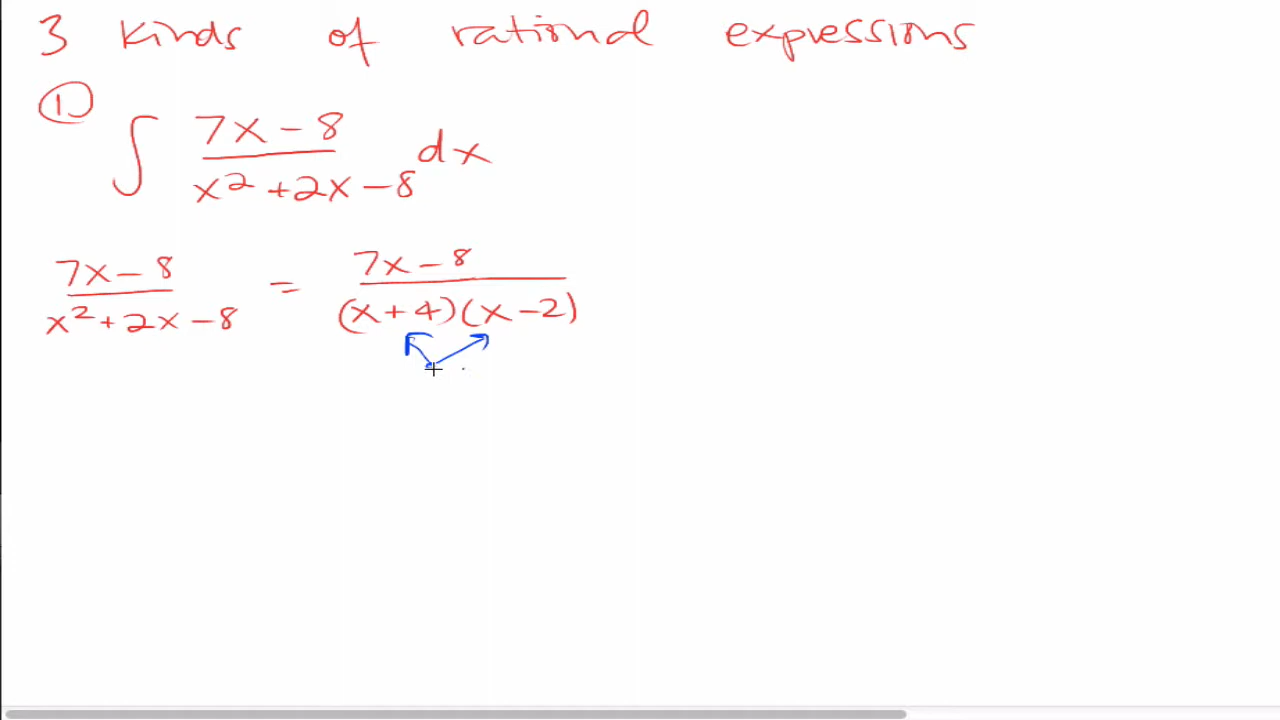 3 kinds of rational expressions
①
∫ (7x - 8)/(x² + 2x - 8) dx
(7x - 8)/(x² + 2x - 8) = (7x - 8)/((x + 4)(x - 2))